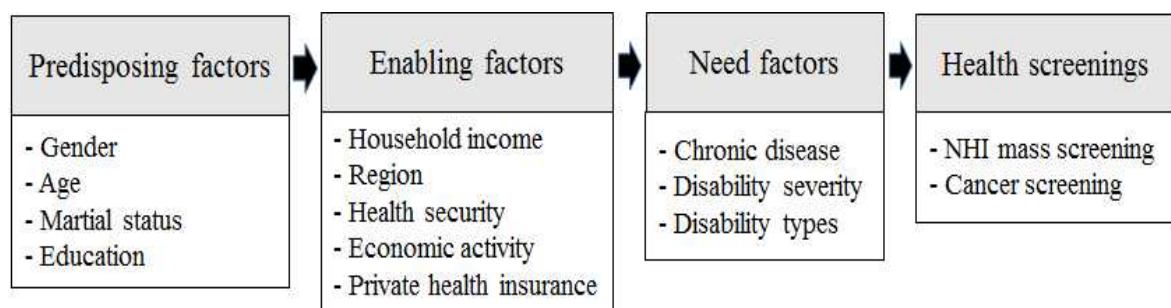 Predisposing factors
- Gender
- Age
- Martial status
- Education
Enabling factors
- Household income
- Region
- Health security
- Economic activity
- Private health insurance
Need factors
- Chronic disease
- Disability severity
- Disability types
Health screenings
- NHI mass screening
- Cancer screening